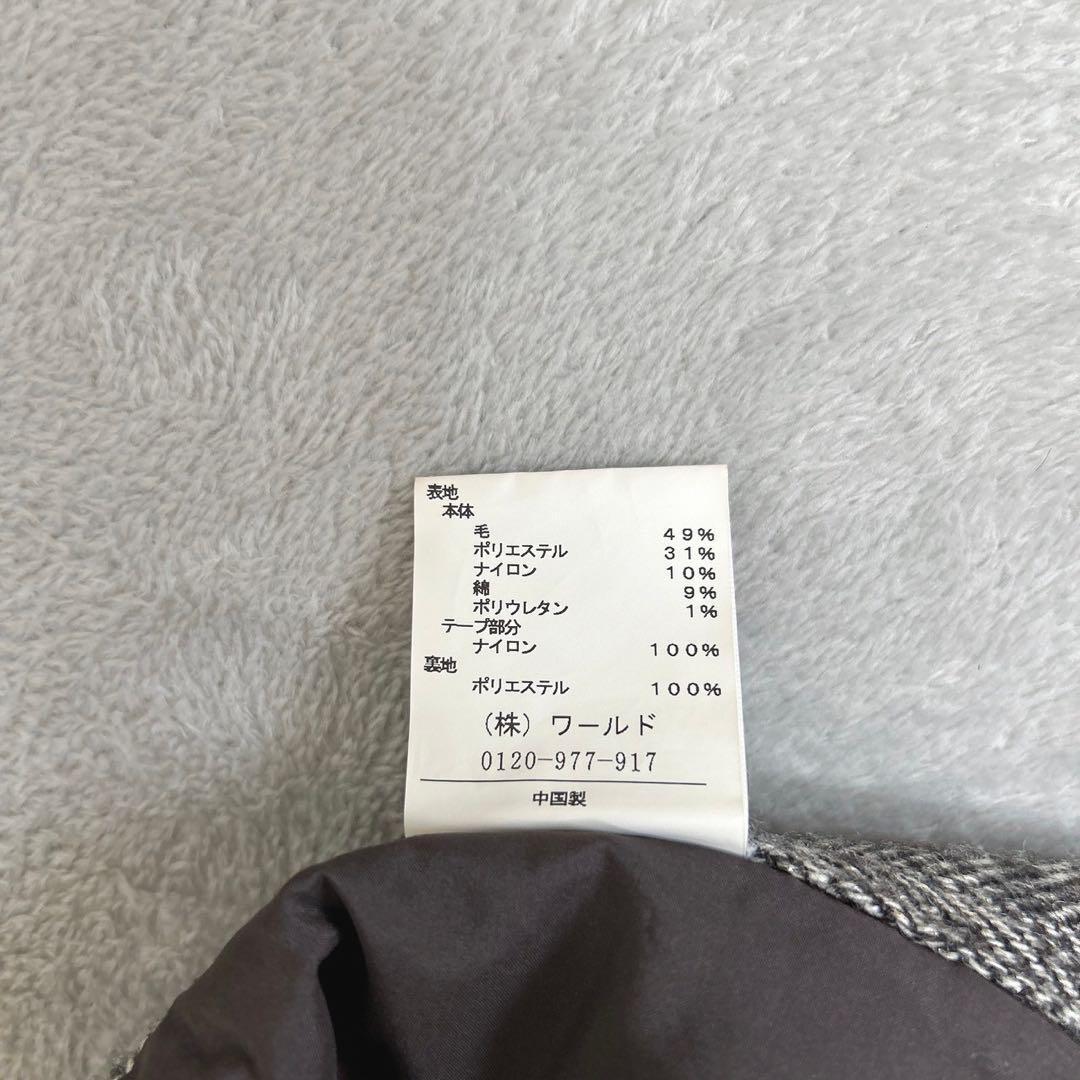 表地
本体
毛 49%
ポリエステル 31%
ナイロン 10%
綿 9%
ポリウレタン 1%
テープ部分
ナイロン 100%
裏地
ポリエステル 100%
(株)ワールド
0120-977-917
中国製